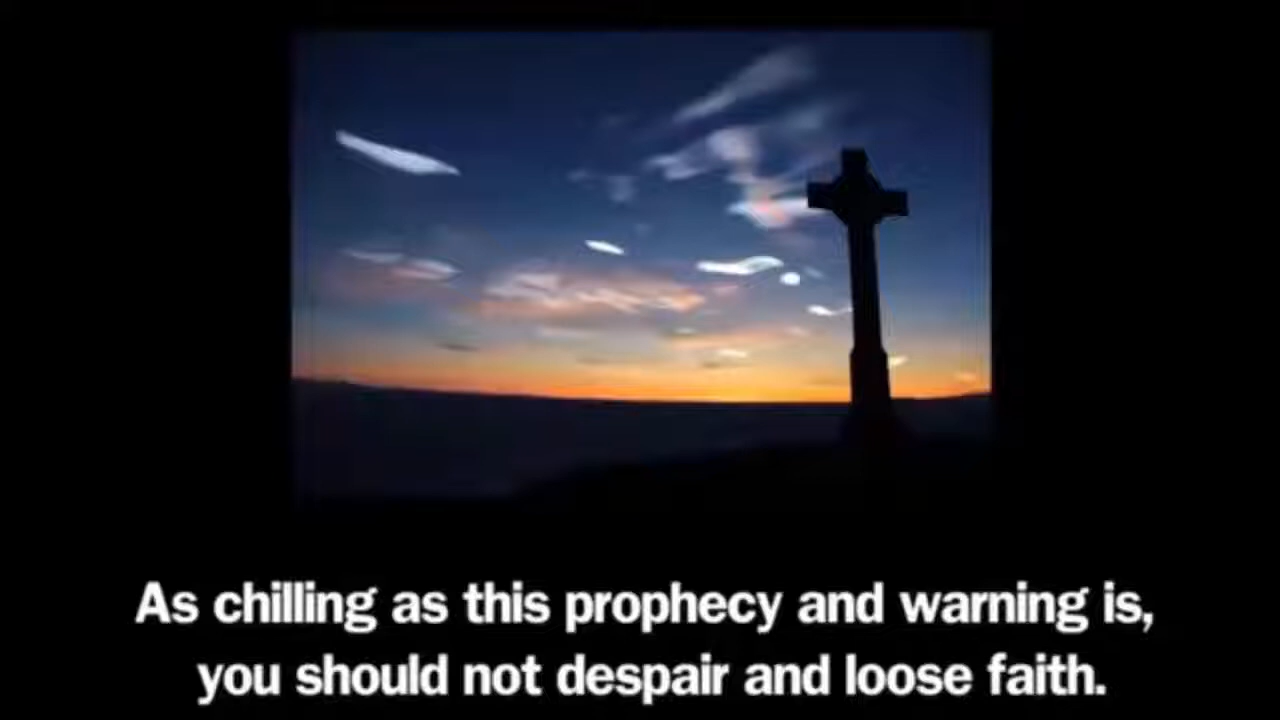 As chilling as this prophecy and warning is,
you should not despair and loose faith.